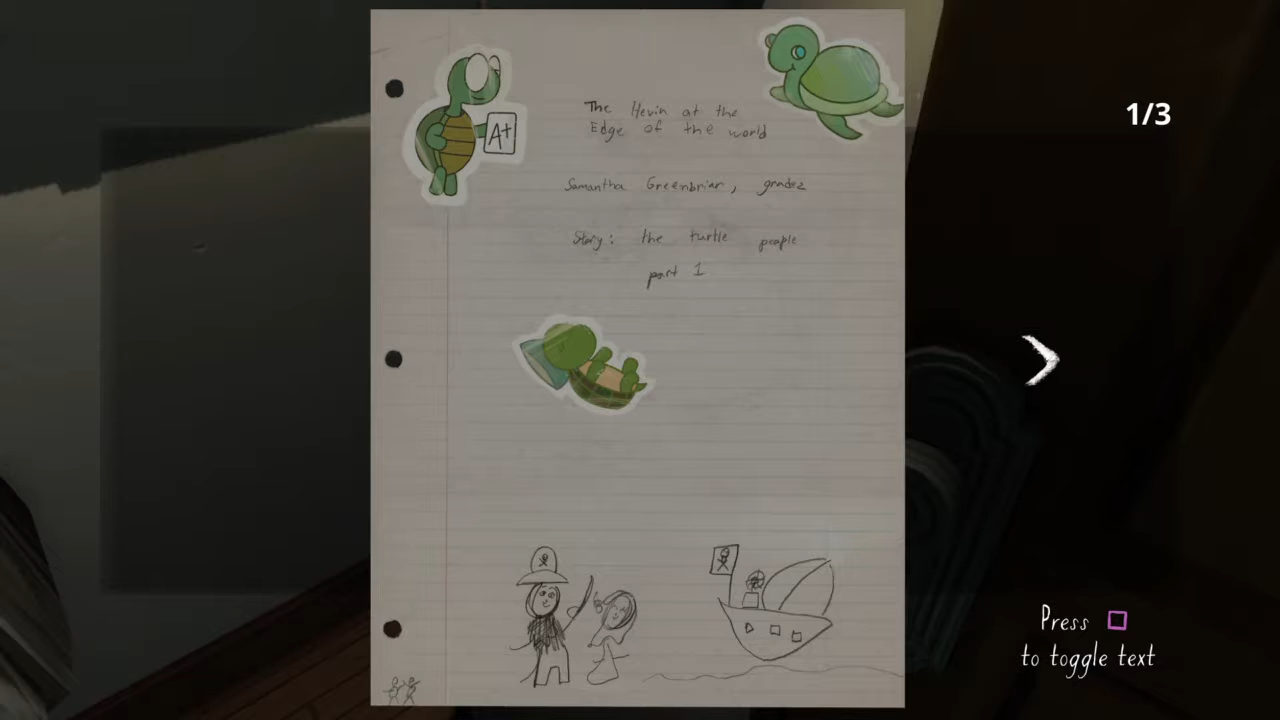 A+
The Hevin at the
Edge of the world
1/3
Samantha Greenbriar, grade 2
Story: the turtle people
part 1
Press
to toggle text